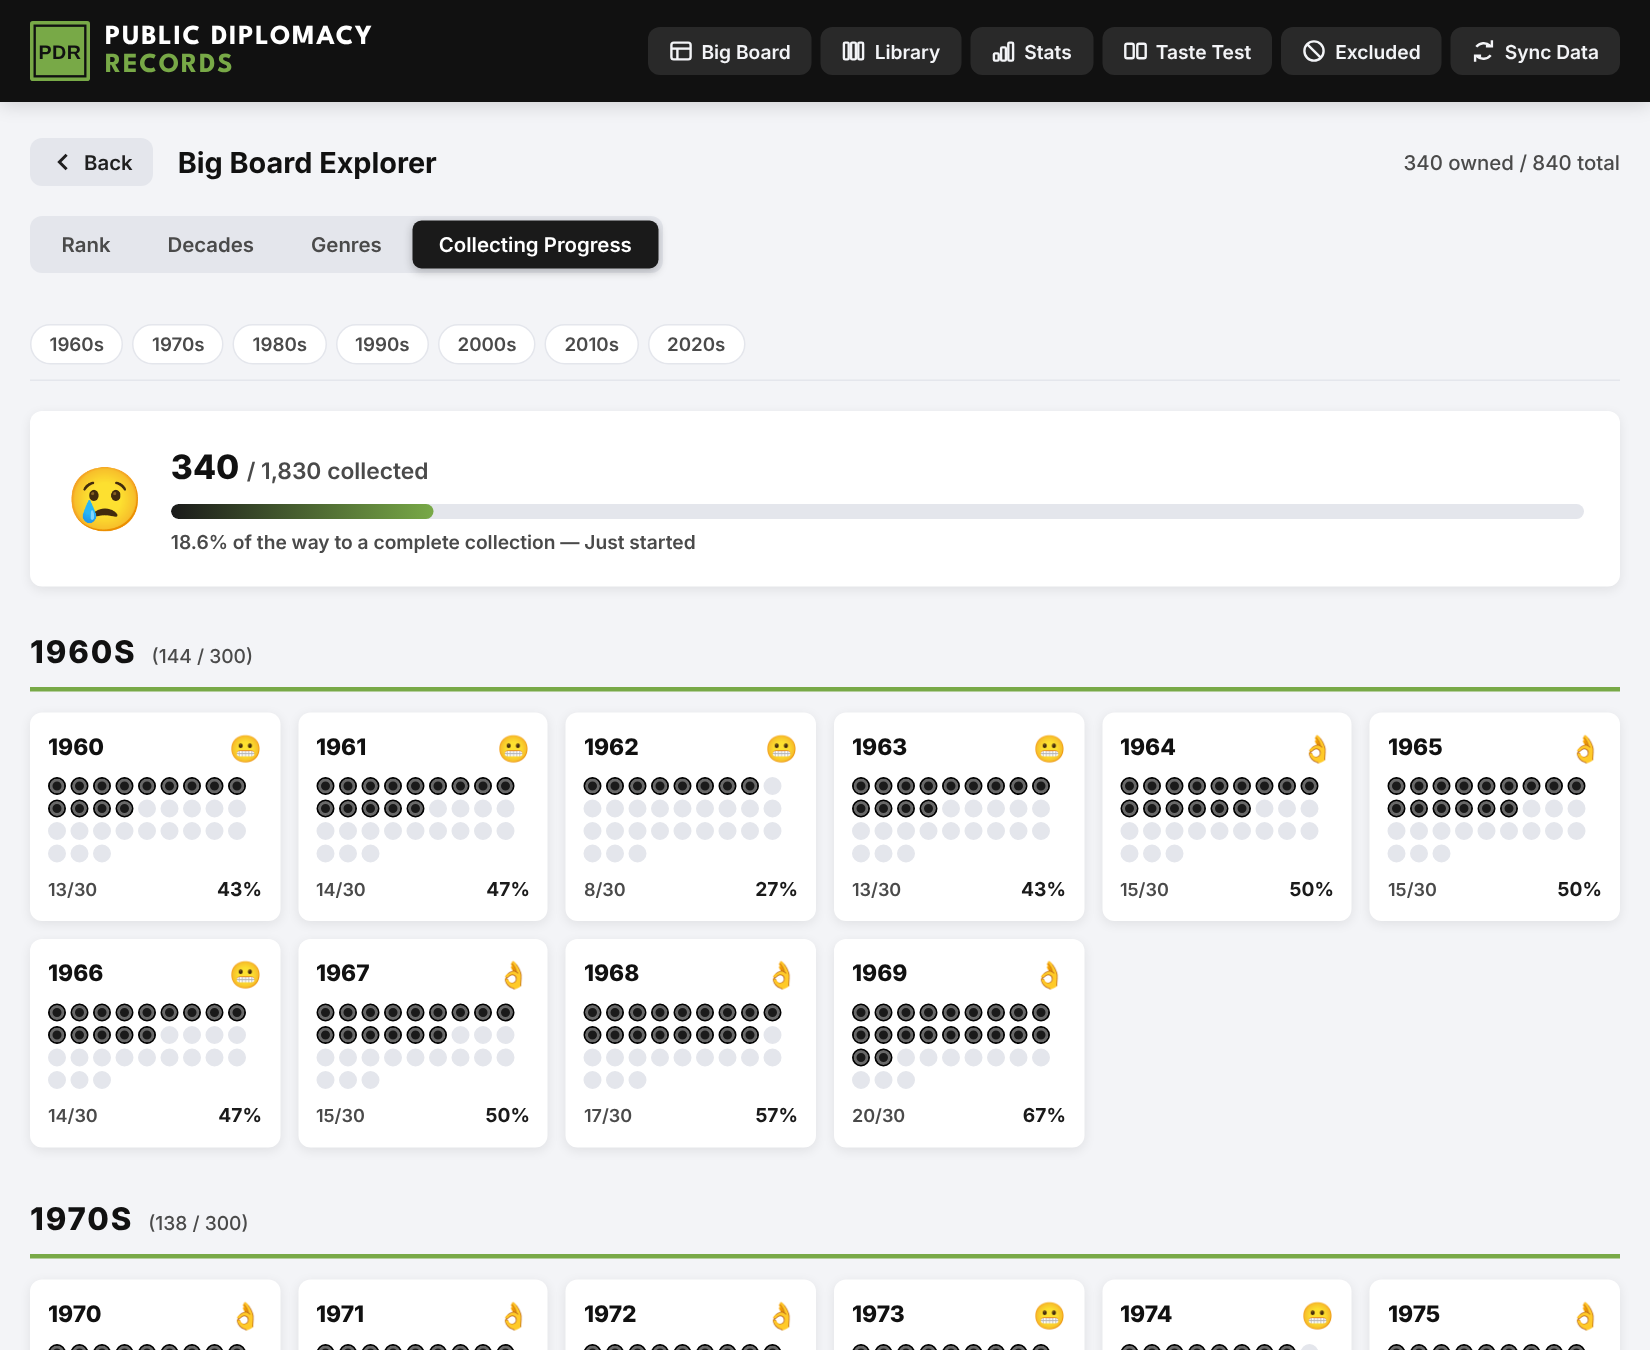 PDR
PUBLIC DIPLOMACY
RECORDS
Big Board
Library
Stats
Taste Test
Excluded
Sync Data
Back
Big Board Explorer
340 owned / 840 total
Rank
Decades
Genres
Collecting Progress
1960s
1970s
1980s
1990s
2000s
2010s
2020s
340 / 1,830 collected
18.6% of the way to a complete collection — Just started
1960S (144 / 300)
1960
13/30 43%
1961
14/30 47%
1962
8/30 27%
1963
13/30 43%
1964
15/30 50%
1965
15/30 50%
1966
14/30 47%
1967
15/30 50%
1968
17/30 57%
1969
20/30 67%
1970S (138 / 300)
1970
1971
1972
1973
1974
1975